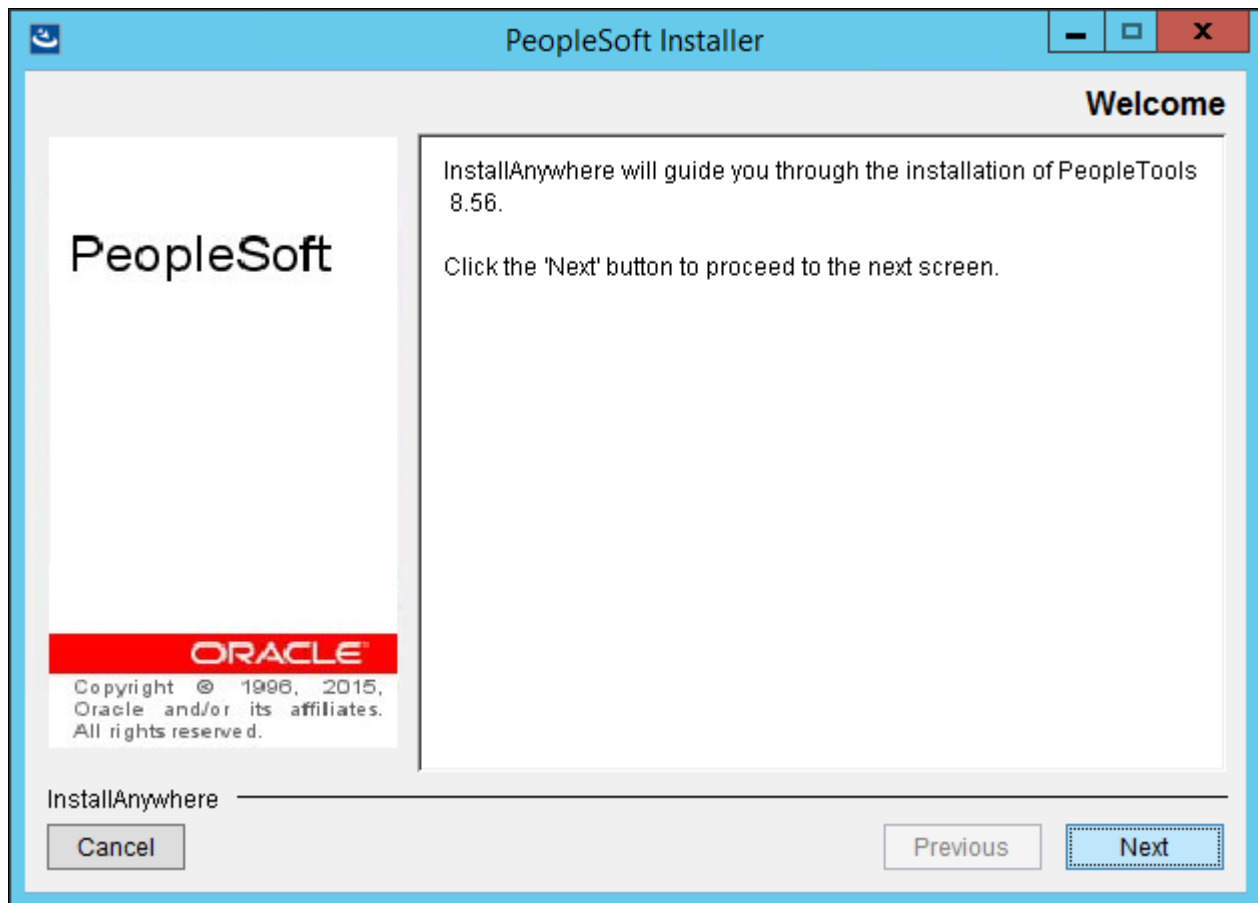 PeopleSoft Installer
Welcome
InstallAnywhere will guide you through the installation of PeopleTools
8.56.
Click the 'Next' button to proceed to the next screen.
PeopleSoft
ORACLE
Copyright © 1996, 2015,
Oracle and/or its affiliates.
All rights reserved.
InstallAnywhere
Cancel
Previous
Next